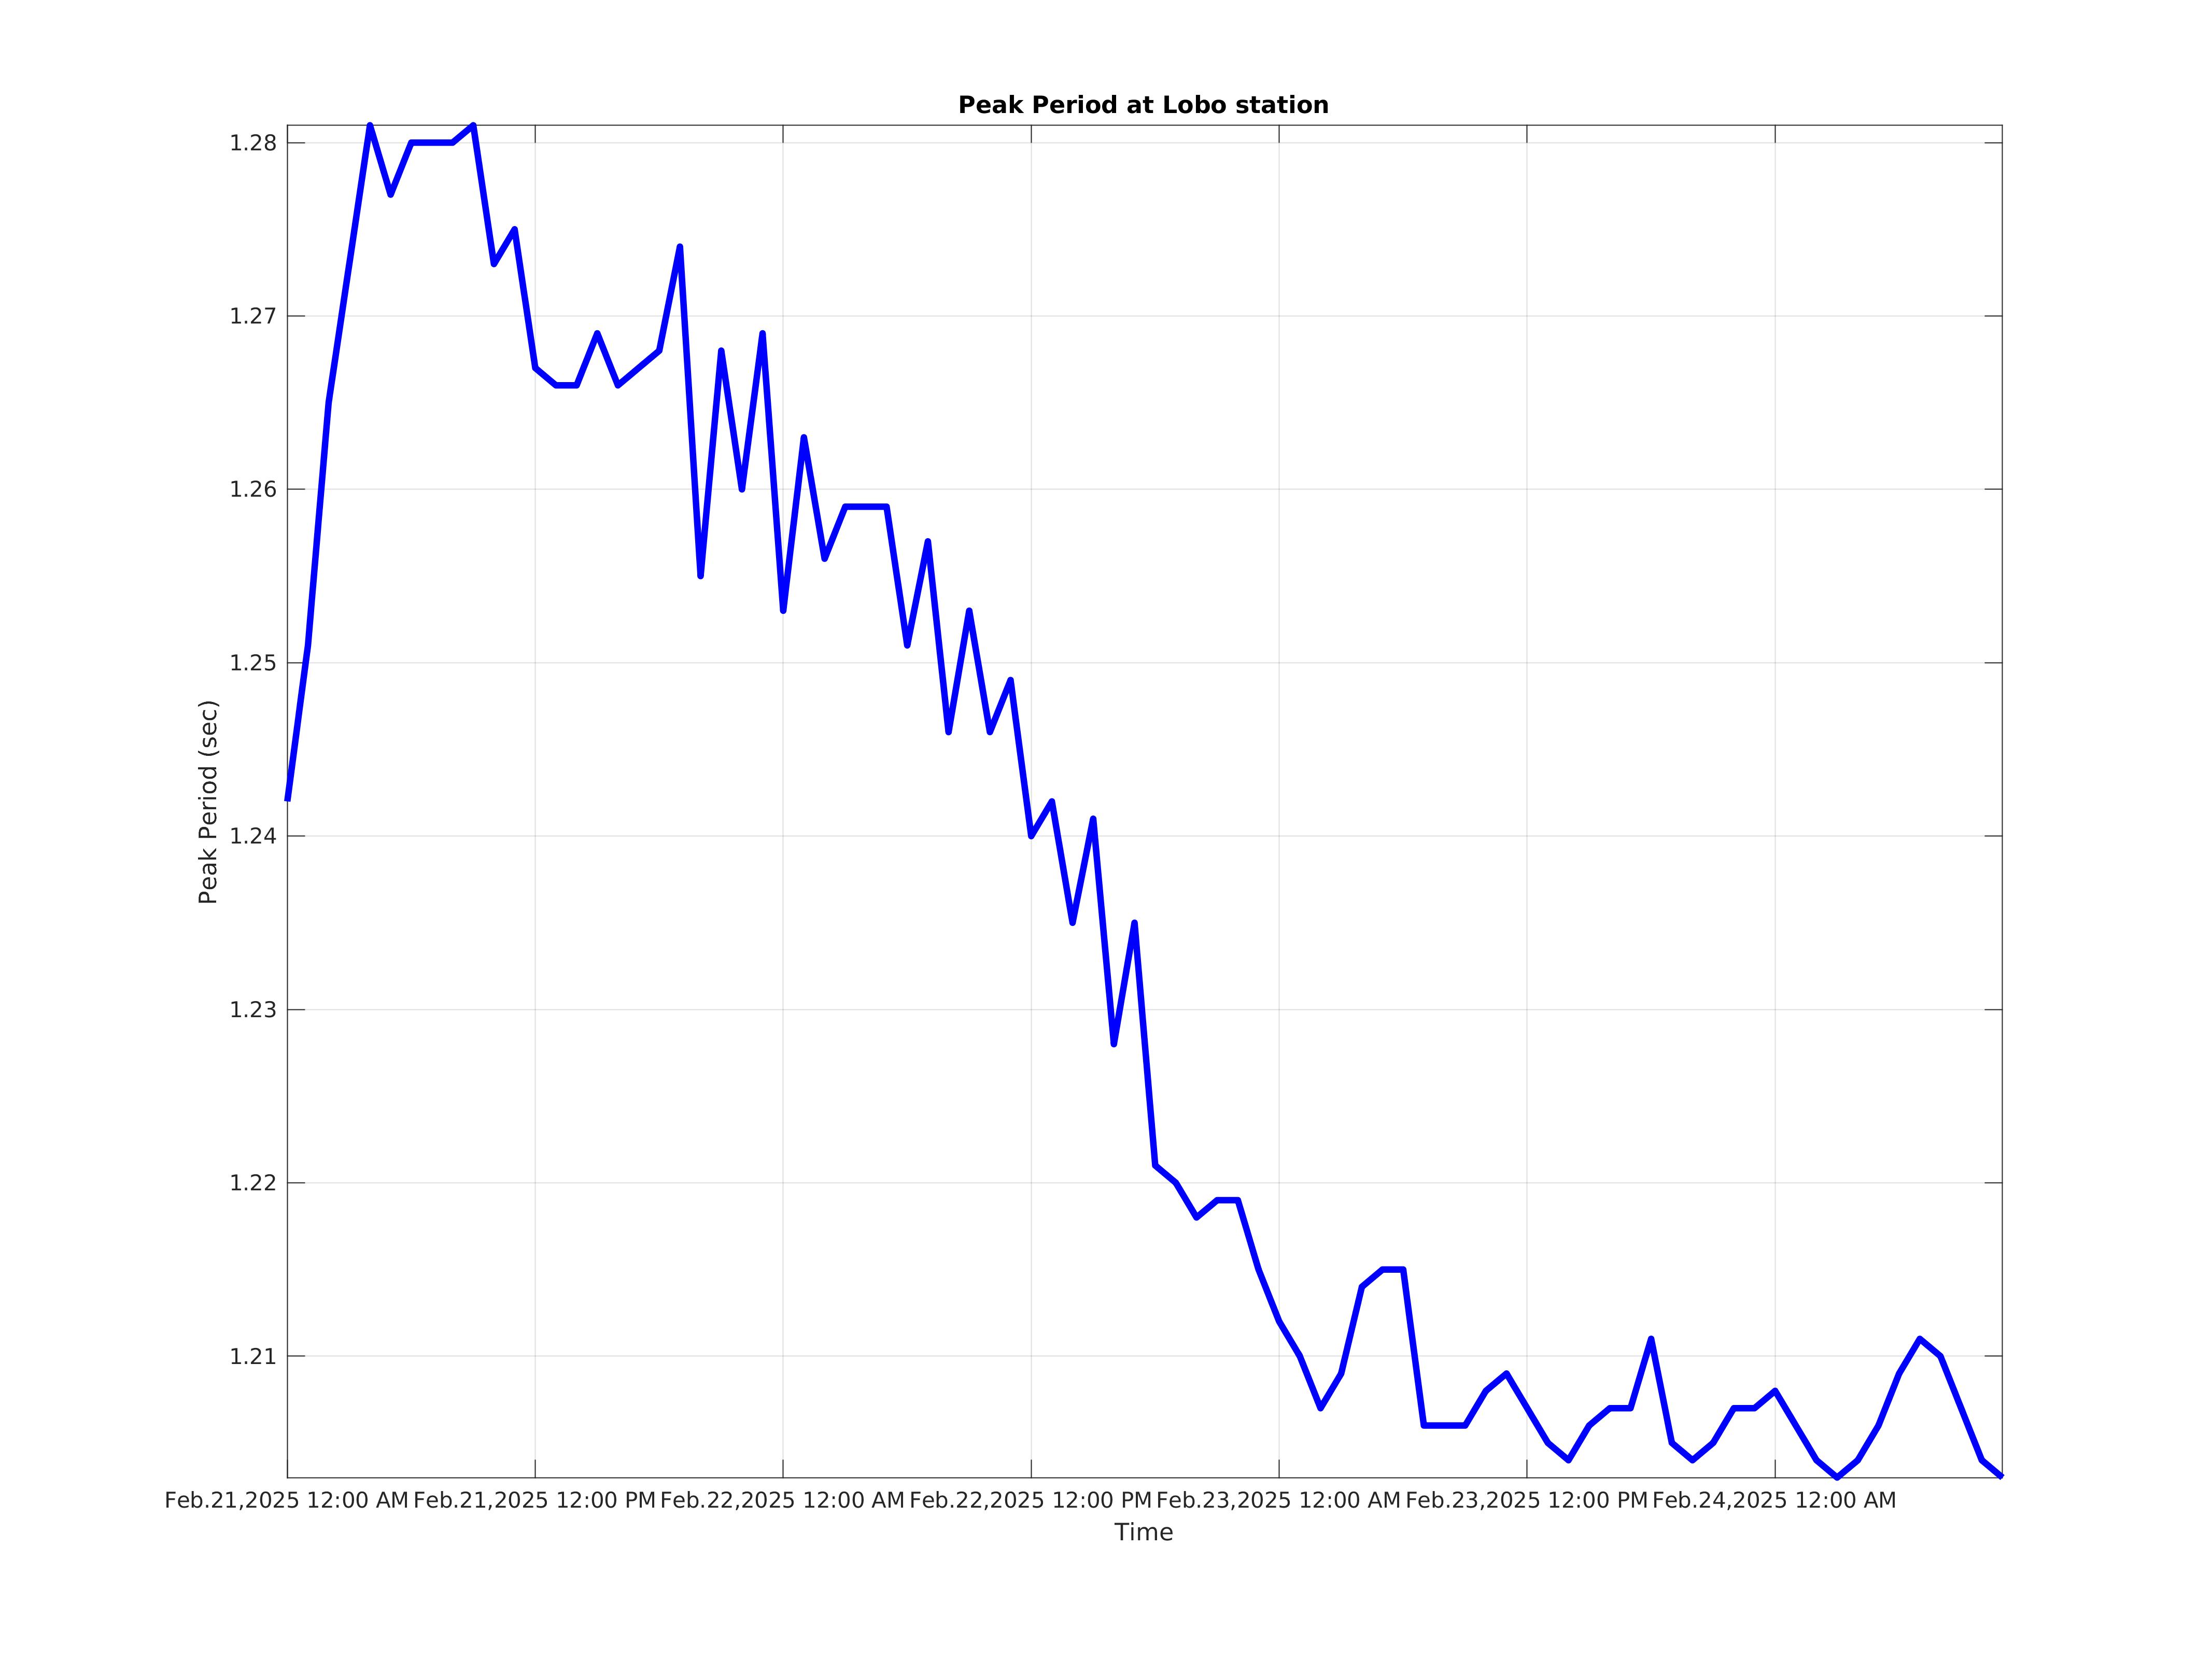 Peak Period at Lobo station
1.28
1.27
1.26
1.25
1.24
1.23
1.22
1.21
Peak Period (sec)
Feb.21,2025 12:00 AM Feb.21,2025 12:00 PM Feb.22,2025 12:00 AM Feb.22,2025 12:00 PM Feb.23,2025 12:00 AM Feb.23,2025 12:00 PM Feb.24,2025 12:00 AM
Time